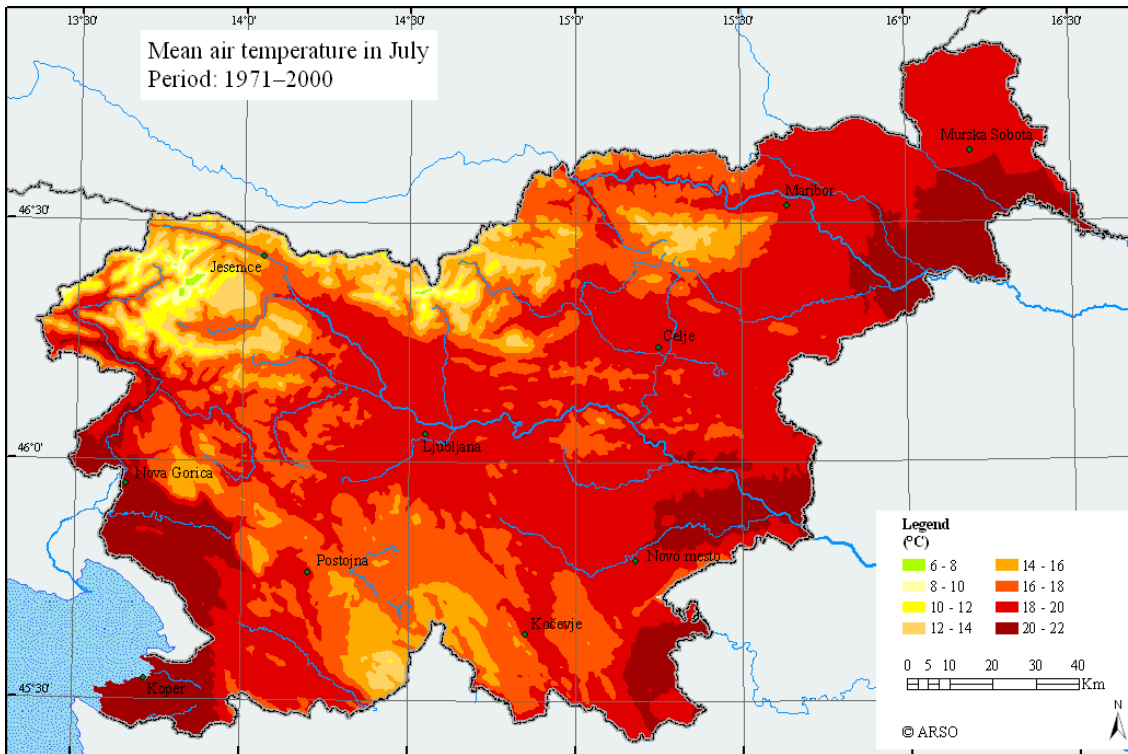 13°30' 14°0' 14°30' 15°0' 15°30' 16°0' 16°30'
Mean air temperature in July
Period: 1971–2000
Murska Sobota
Maribor
46°30'
Jesenice
Celje
Ljubljana
46°0'
Nova Gorica
Postojna
Novo mesto
Kočevje
Koper
45°30'
Legend
(°C)
6 - 8 14 - 16
8 - 10 16 - 18
10 - 12 18 - 20
12 - 14 20 - 22
0 5 10 20 30 40
Km
N
© ARSO